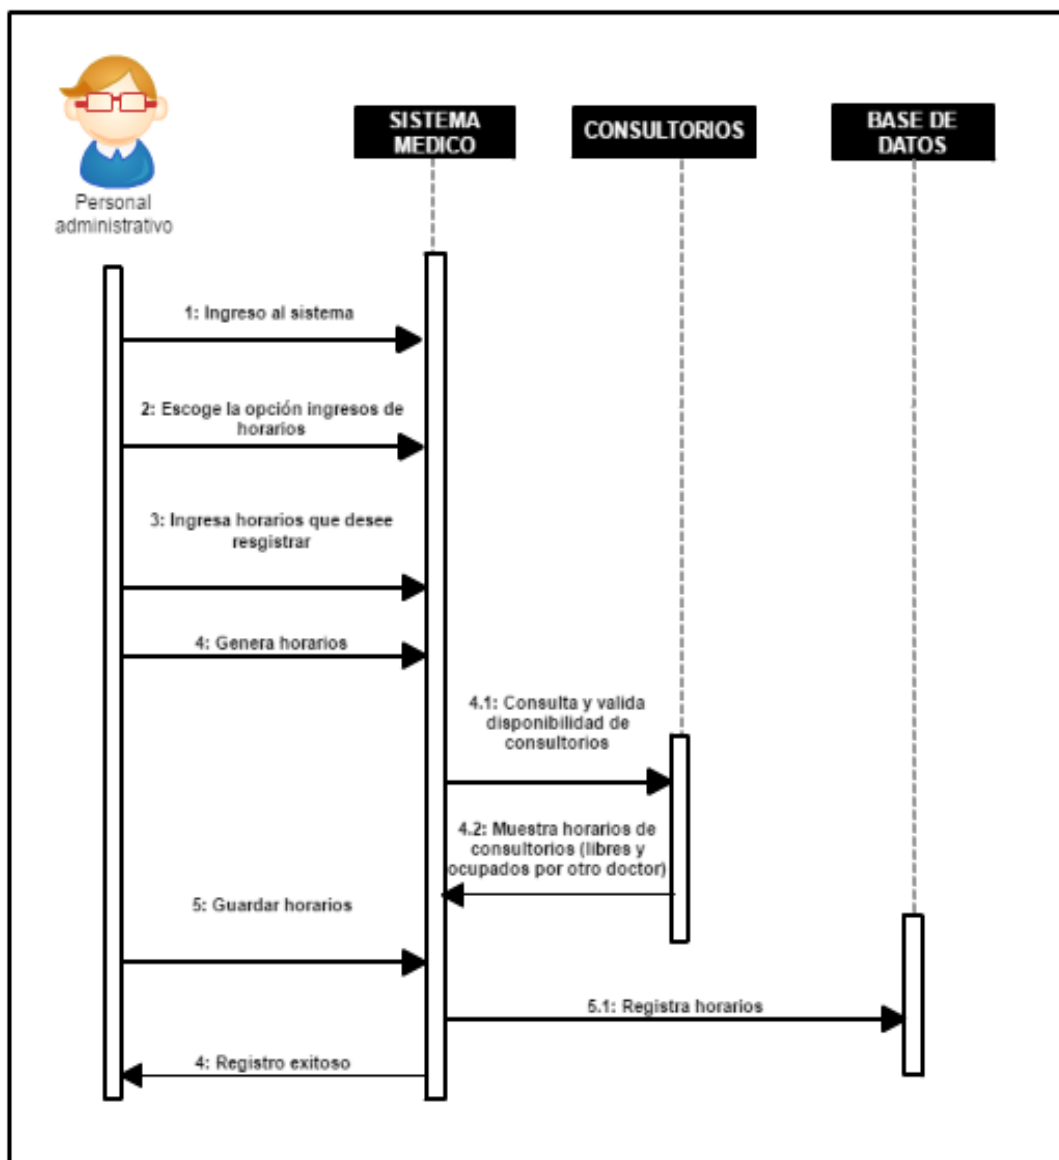 Personal
administrativo
SISTEMA
MEDICO
CONSULTORIOS
BASE DE
DATOS
1: Ingreso al sistema
2: Escoge la opción ingresos de
horarios
3: Ingresa horarios que desee
resgistrar
4: Genera horarios
4.1: Consulta y valida
disponibilidad de
consultorios
4.2: Muestra horarios de
consultorios (libres y
ocupados por otro doctor)
5: Guardar horarios
5.1: Registra horarios
4: Registro exitoso